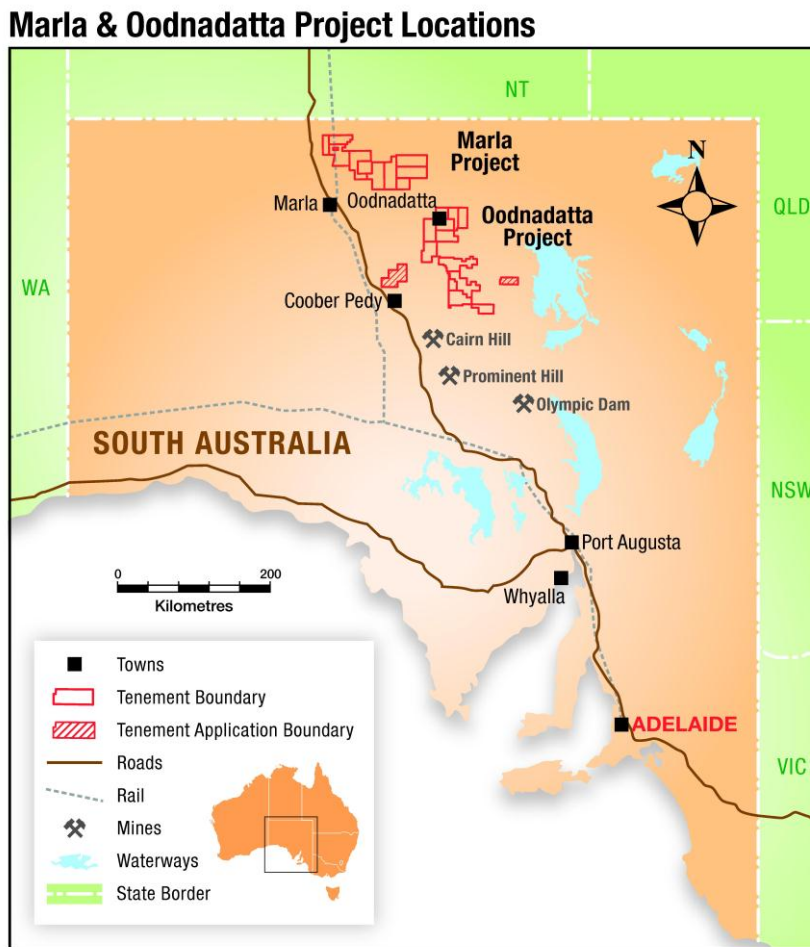 Marla & Oodnadatta Project Locations
NT
Marla
Project
N
Marla
Oodnadatta
Oodnadatta
Project
QLD
WA
Coober Pedy
Cairn Hill
Prominent Hill
Olympic Dam
SOUTH AUSTRALIA
NSW
Port Augusta
0 200
Kilometres
Whyalla
Towns
Tenement Boundary
Tenement Application Boundary
ADELAIDE
Roads
VIC
Rail
Mines
Waterways
State Border